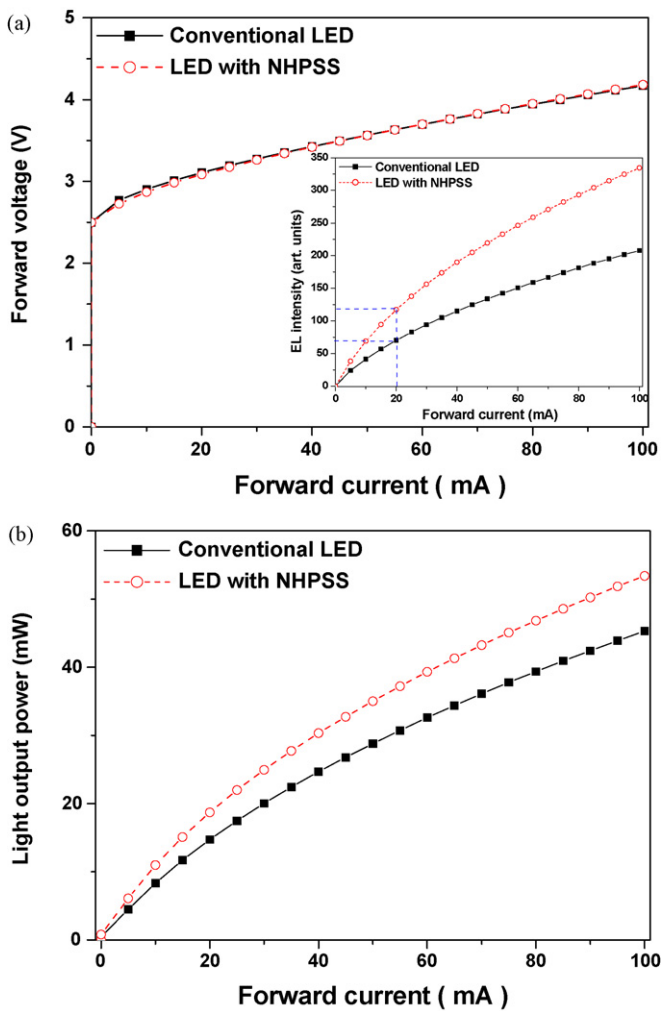 (a)
Conventional LED
LED with NHPSS
Forward voltage (V)
5
4
3
2
1
0
0 20 40 60 80 100
Forward current ( mA )
Conventional LED
LED with NHPSS
EL intensity (art. units)
350
300
250
200
150
100
50
0
0 20 40 60 80 100
Forward current (mA)
(b)
Conventional LED
LED with NHPSS
Light output power (mW)
60
40
20
0
0 20 40 60 80 100
Forward current ( mA )